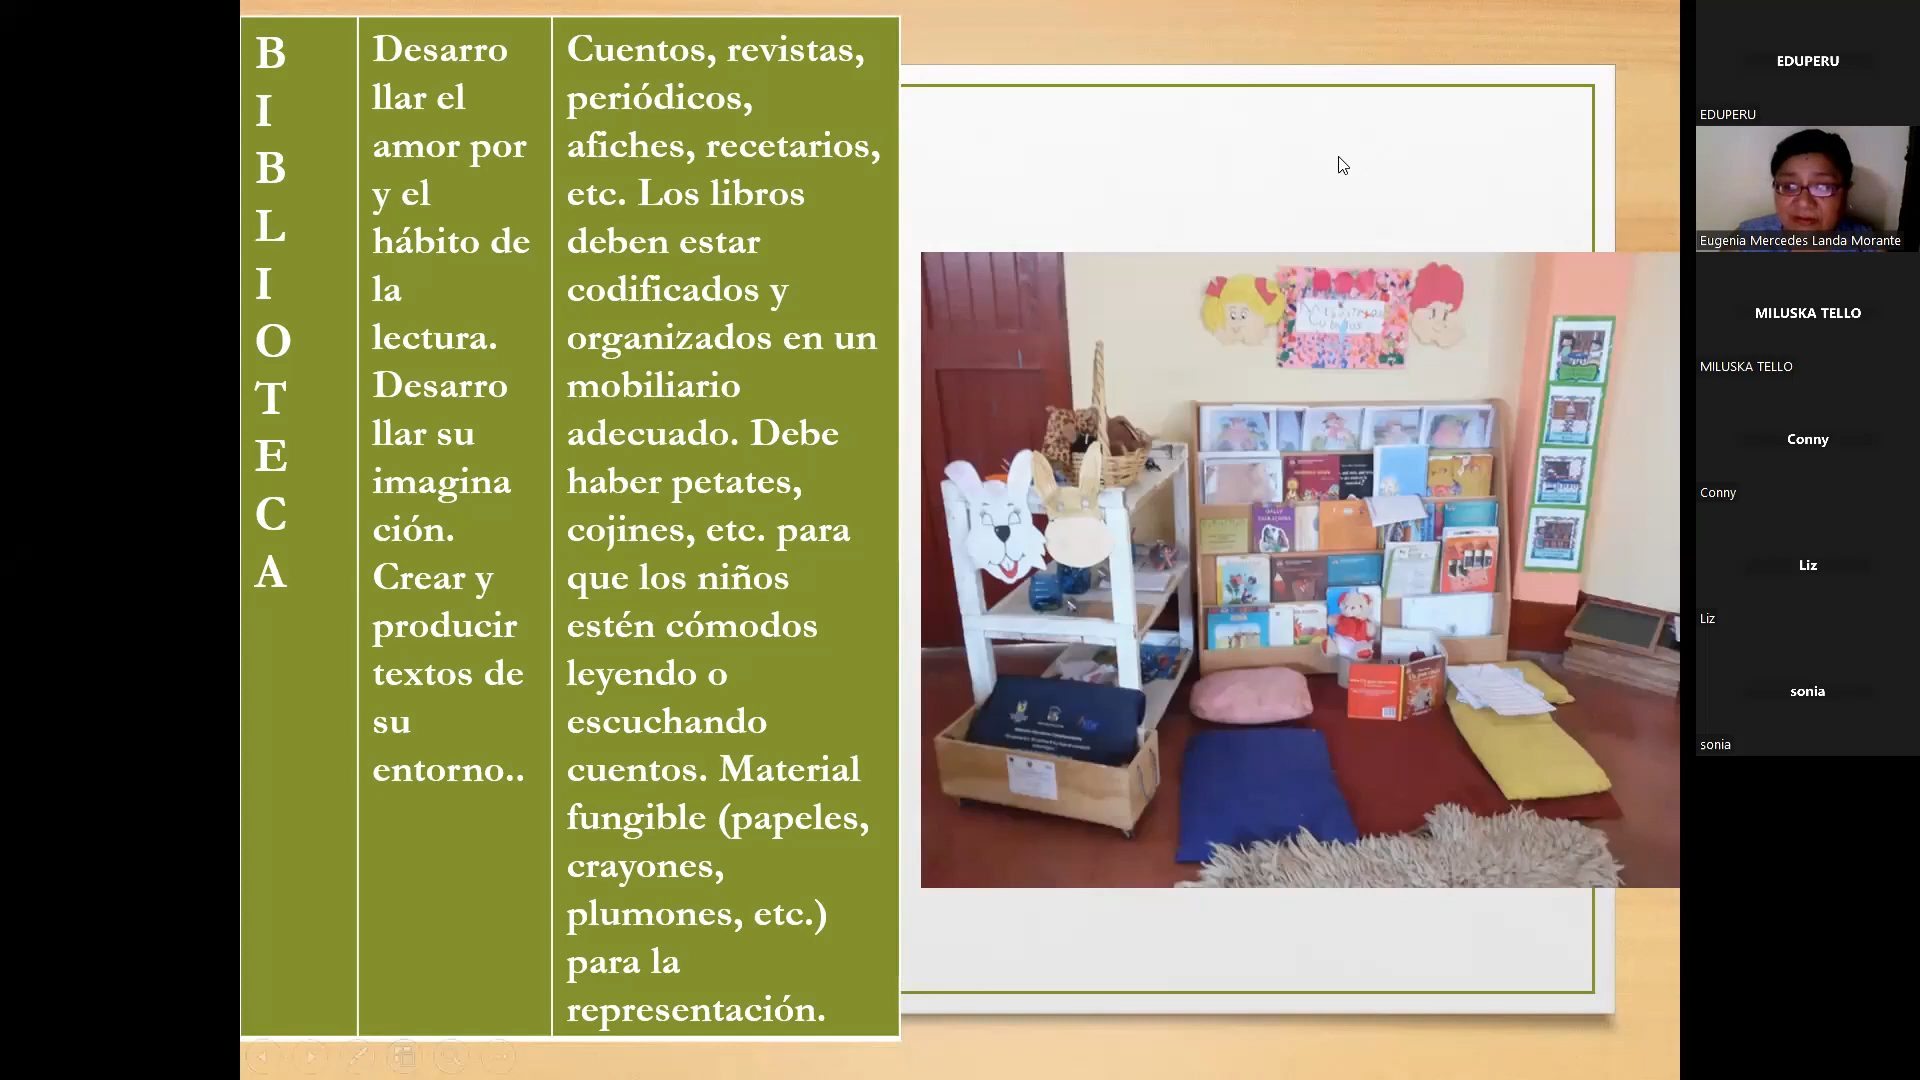 B
I
B
L
I
O
T
E
C
A
Desarro
llar el
amor por
y el
hábito de
la
lectura.
Desarro
llar su
imagina
ción.
Crear y
producir
textos de
su
entorno..
Cuentos, revistas,
periódicos,
afiches, recetarios,
etc. Los libros
deben estar
codificados y
organizados en un
mobiliario
adecuado. Debe
haber petates,
cojines, etc. para
que los niños
estén cómodos
leyendo o
escuchando
cuentos. Material
fungible (papeles,
crayones,
plumones, etc.)
para la
representación.
EDUPERU
EDUPERU
Eugenia Mercedes Landa Morante
MILUSKA TELLO
MILUSKA TELLO
Conny
Conny
Liz
Liz
sonia
sonia